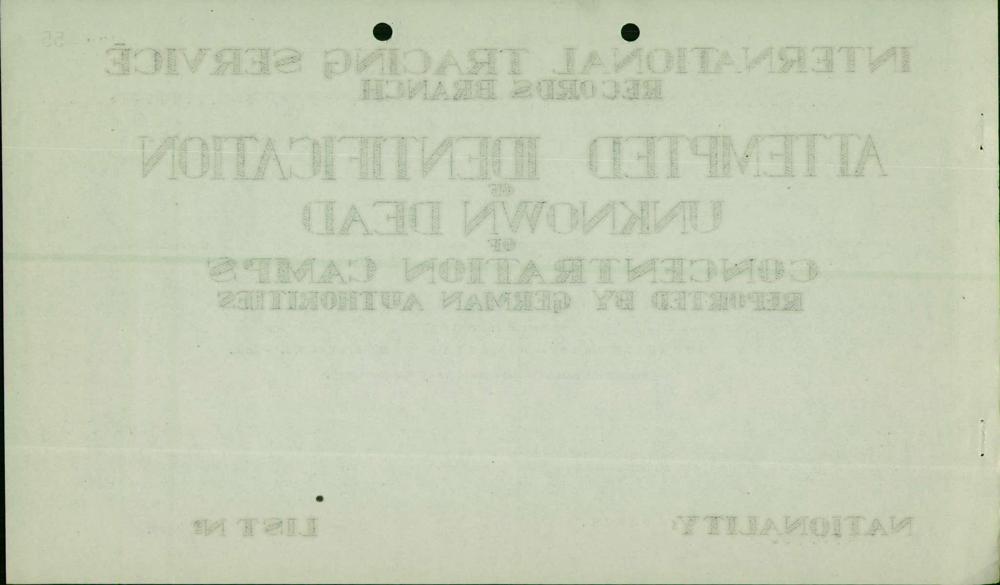 INTERNATIONAL TRACING SERVICE
RECORDS BRANCH
ATTEMPTED IDENTIFICATION
OF
UNKNOWN DEAD
OF
CONCENTRATION CAMPS
REPORTED BY GERMAN AUTHORITIES
NATIONALITY:
LIST Nº